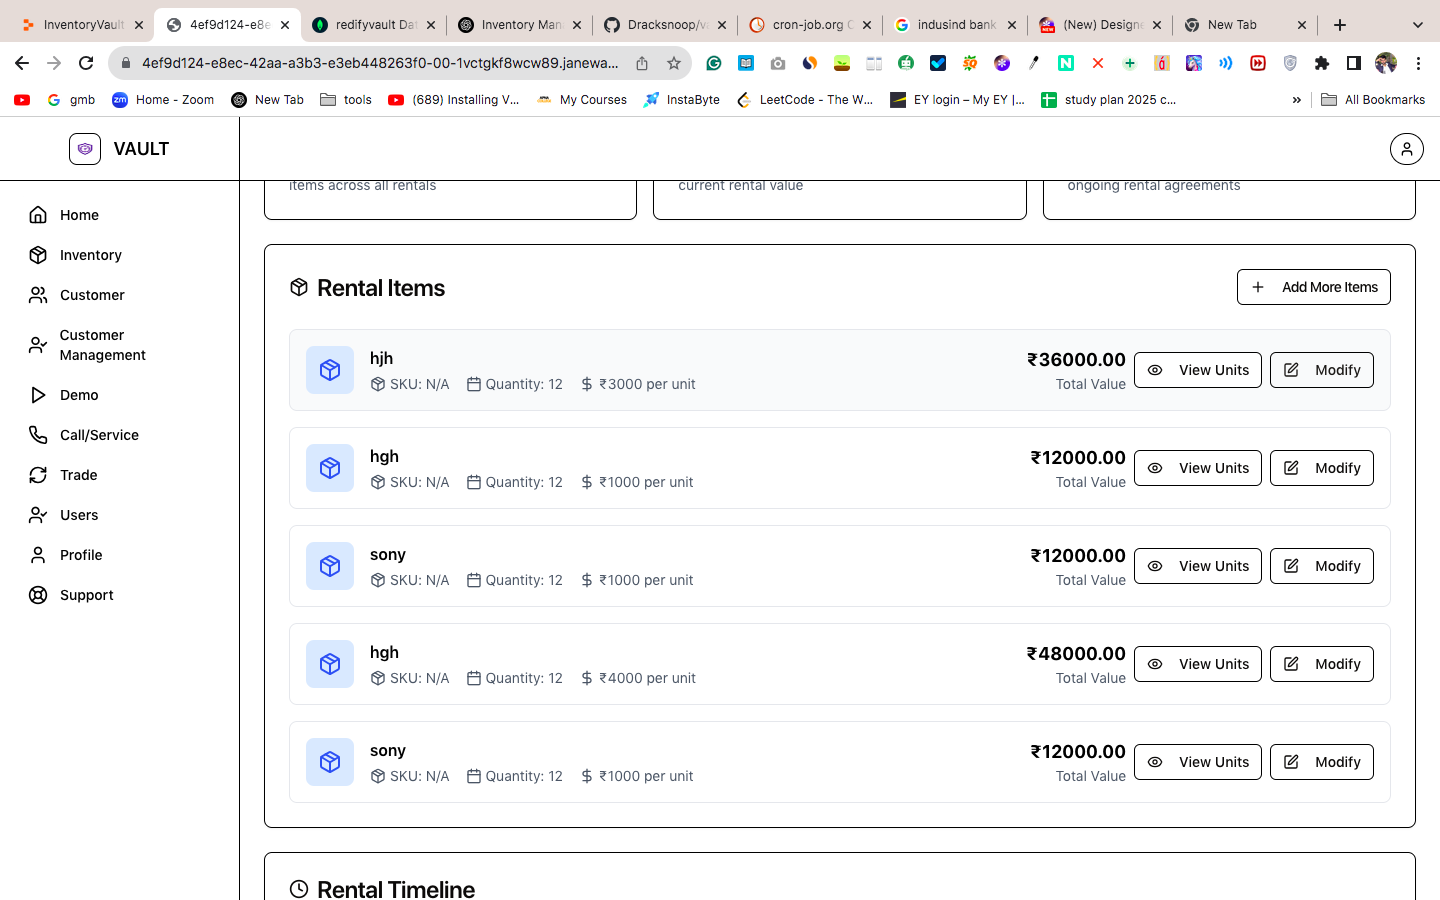 InventoryVault
4ef9d124-e8e
redifyvault Dat
Inventory Man
Dracksnoop/va
cron-job.org C
indusind bank
(New) Designe
New Tab
4ef9d124-e8ec-42aa-a3b3-e3eb448263f0-00-1vctgkf8wcw89.janewa...
gmb
Home - Zoom
New Tab
tools
(689) Installing V...
My Courses
InstaByte
LeetCode - The W...
EY login – My EY |...
study plan 2025 c...
»
All Bookmarks
VAULT
Home
Inventory
Customer
Customer
Management
Demo
Call/Service
Trade
Users
Profile
Support
items across all rentals
current rental value
ongoing rental agreements
Rental Items
Add More Items
hjh
SKU: N/A Quantity: 12 $ ₹3000 per unit
₹36000.00
Total Value
View Units
Modify
hgh
SKU: N/A Quantity: 12 $ ₹1000 per unit
₹12000.00
Total Value
View Units
Modify
sony
SKU: N/A Quantity: 12 $ ₹1000 per unit
₹12000.00
Total Value
View Units
Modify
hgh
SKU: N/A Quantity: 12 $ ₹4000 per unit
₹48000.00
Total Value
View Units
Modify
sony
SKU: N/A Quantity: 12 $ ₹1000 per unit
₹12000.00
Total Value
View Units
Modify
Rental Timeline